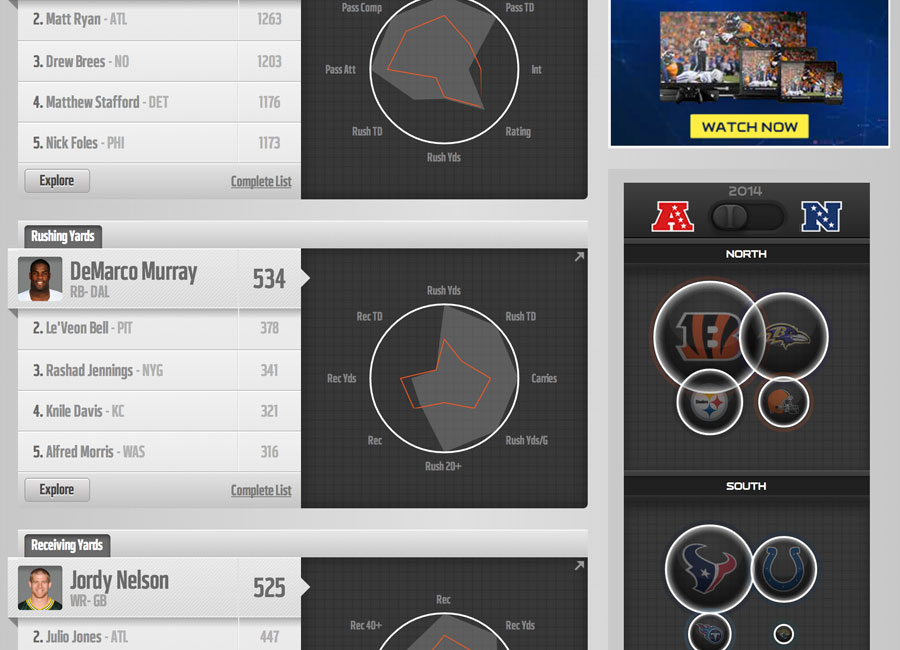 Pass Comp
Pass TD
2. Matt Ryan - ATL 1263
3. Drew Brees - NO 1203
Pass Att
Int
4. Matthew Stafford - DET 1176
Rush TD
Rating
5. Nick Foles - PHI 1173
Rush Yds
WATCH NOW
Explore
Complete List
2014
A
N
Rushing Yards
NORTH
DeMarco Murray 534
RB- DAL
Rush Yds
Rec TD
Rush TD
2. Le'Veon Bell - PIT 378
B
3. Rashad Jennings - NYG 341
Rec Yds
Carries
4. Knile Davis - KC 321
Steelers
5. Alfred Morris - WAS 316
Rec
Rush Yds/G
Rush 20+
Explore
Complete List
SOUTH
Receiving Yards
Jordy Nelson 525
WR- GB
Rec
Rec 40+
Rec Yds
2. Julio Jones - ATL 447